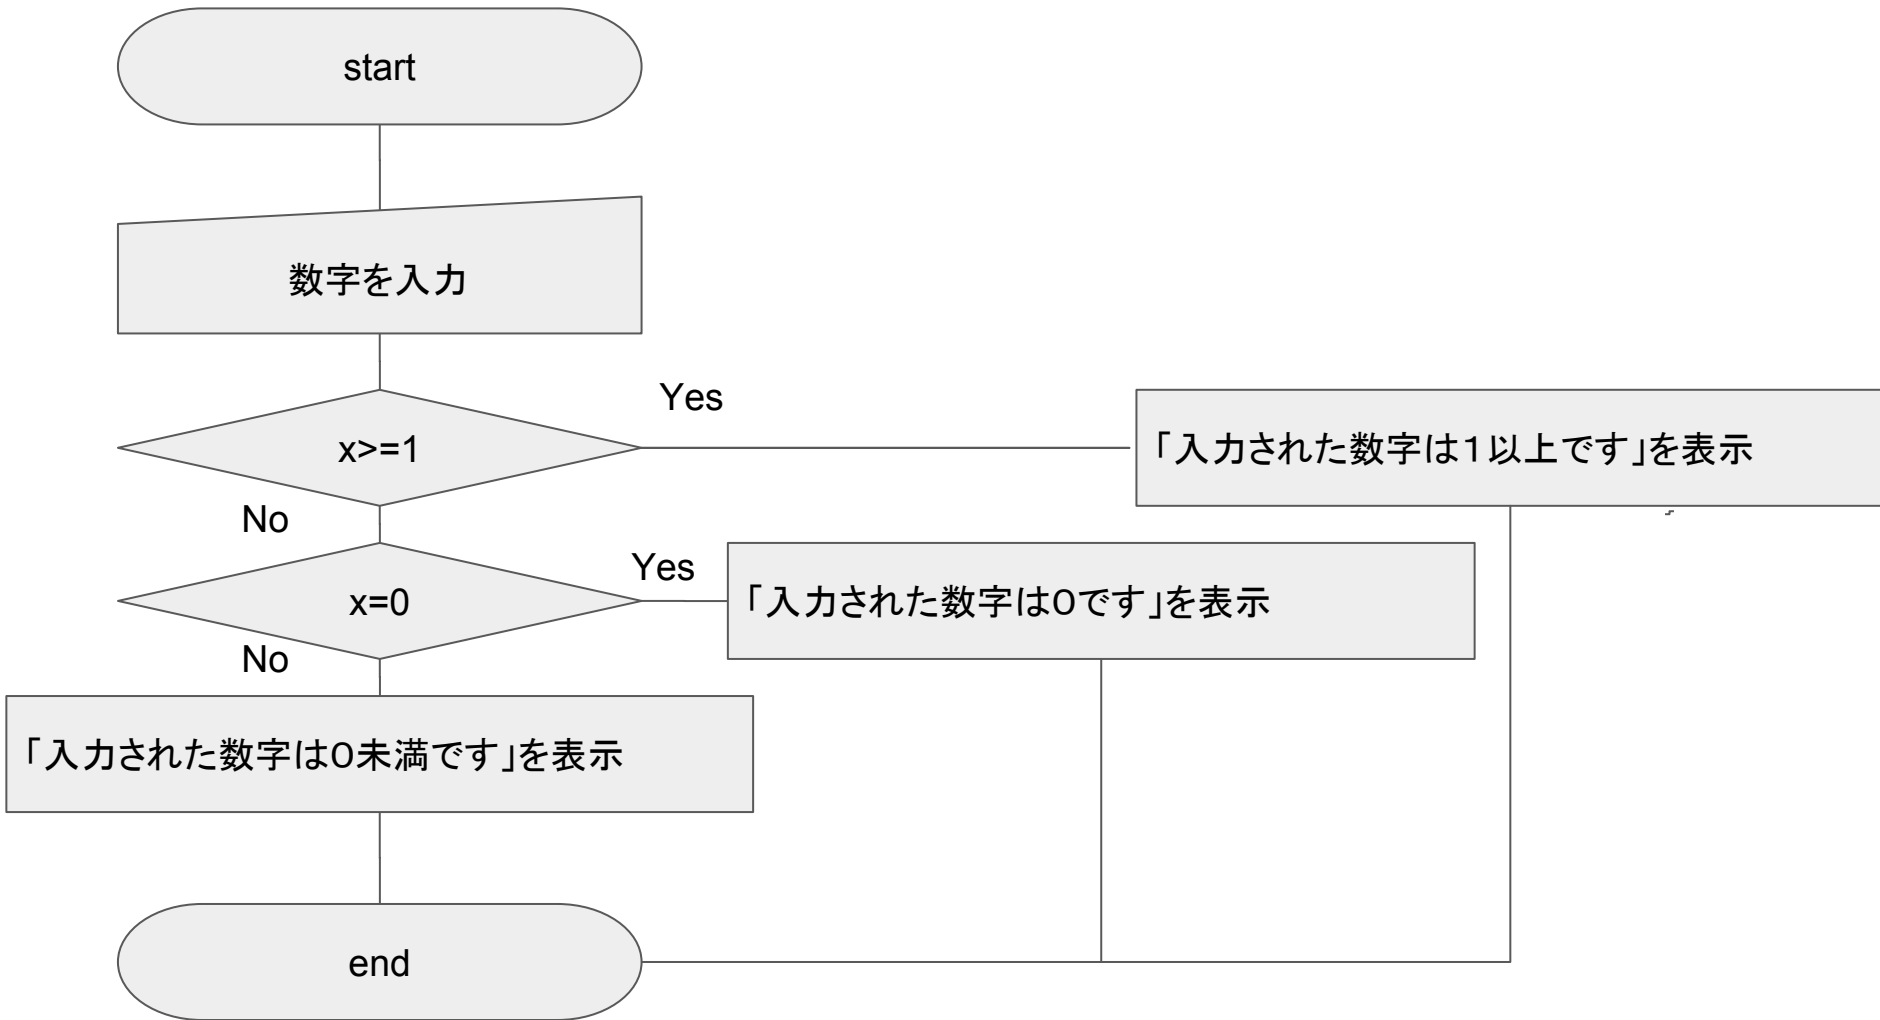 start
数字を入力
x>=1
Yes
「入力された数字は１以上です」を表示
No
x=0
Yes
「入力された数字は０です」を表示
No
「入力された数字は０未満です」を表示
end